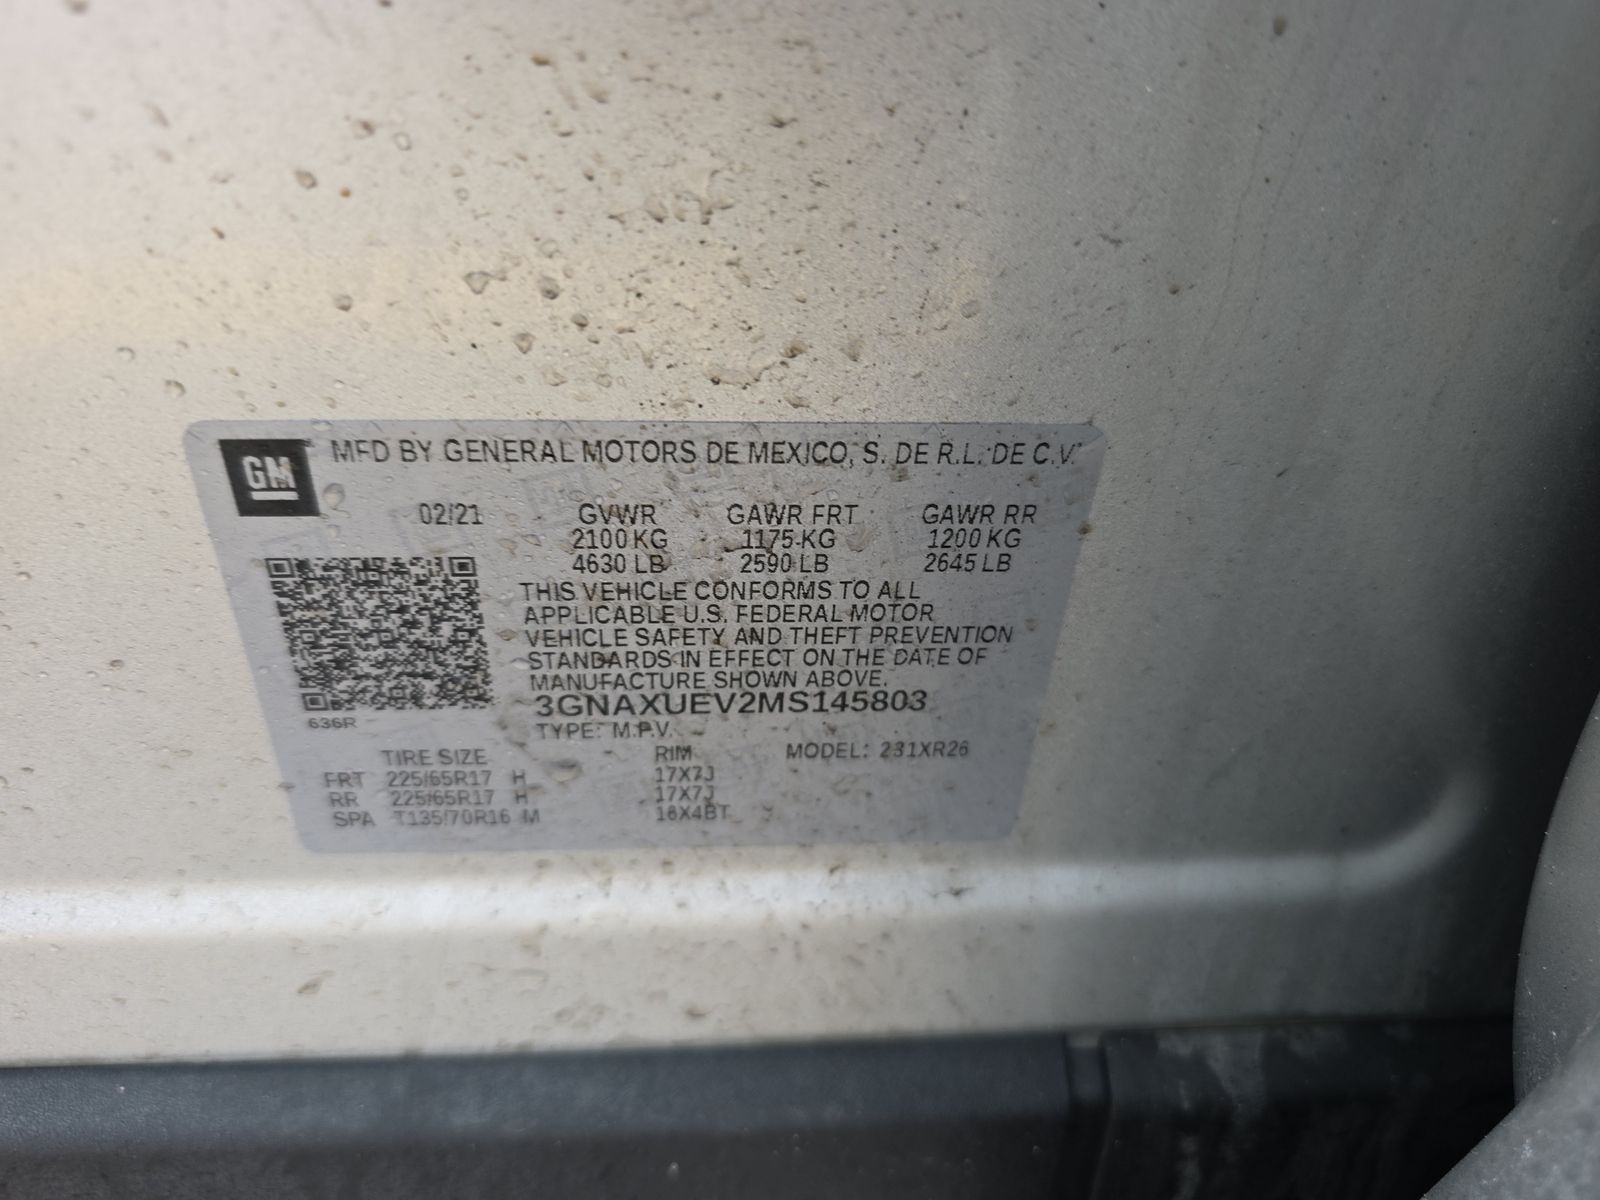 GM MFD BY GENERAL MOTORS DE MEXICO, S. DE R.L. DE C.V.
02/21 GVWR GAWR FRT GAWR RR
2100 KG 1175 KG 1200 KG
4630 LB 2590 LB 2645 LB
THIS VEHICLE CONFORMS TO ALL
APPLICABLE U.S. FEDERAL MOTOR
VEHICLE SAFETY AND THEFT PREVENTION
STANDARDS IN EFFECT ON THE DATE OF
MANUFACTURE SHOWN ABOVE.
3GNAXUEV2MS145803
636R
TYPE: M.P.V.
TIRE SIZE RIM MODEL: 231XR26
FRT 225/65R17 H 17X7J
RR 225/65R17 H 17X7J
SPA T135/70R16 M 16X4BT